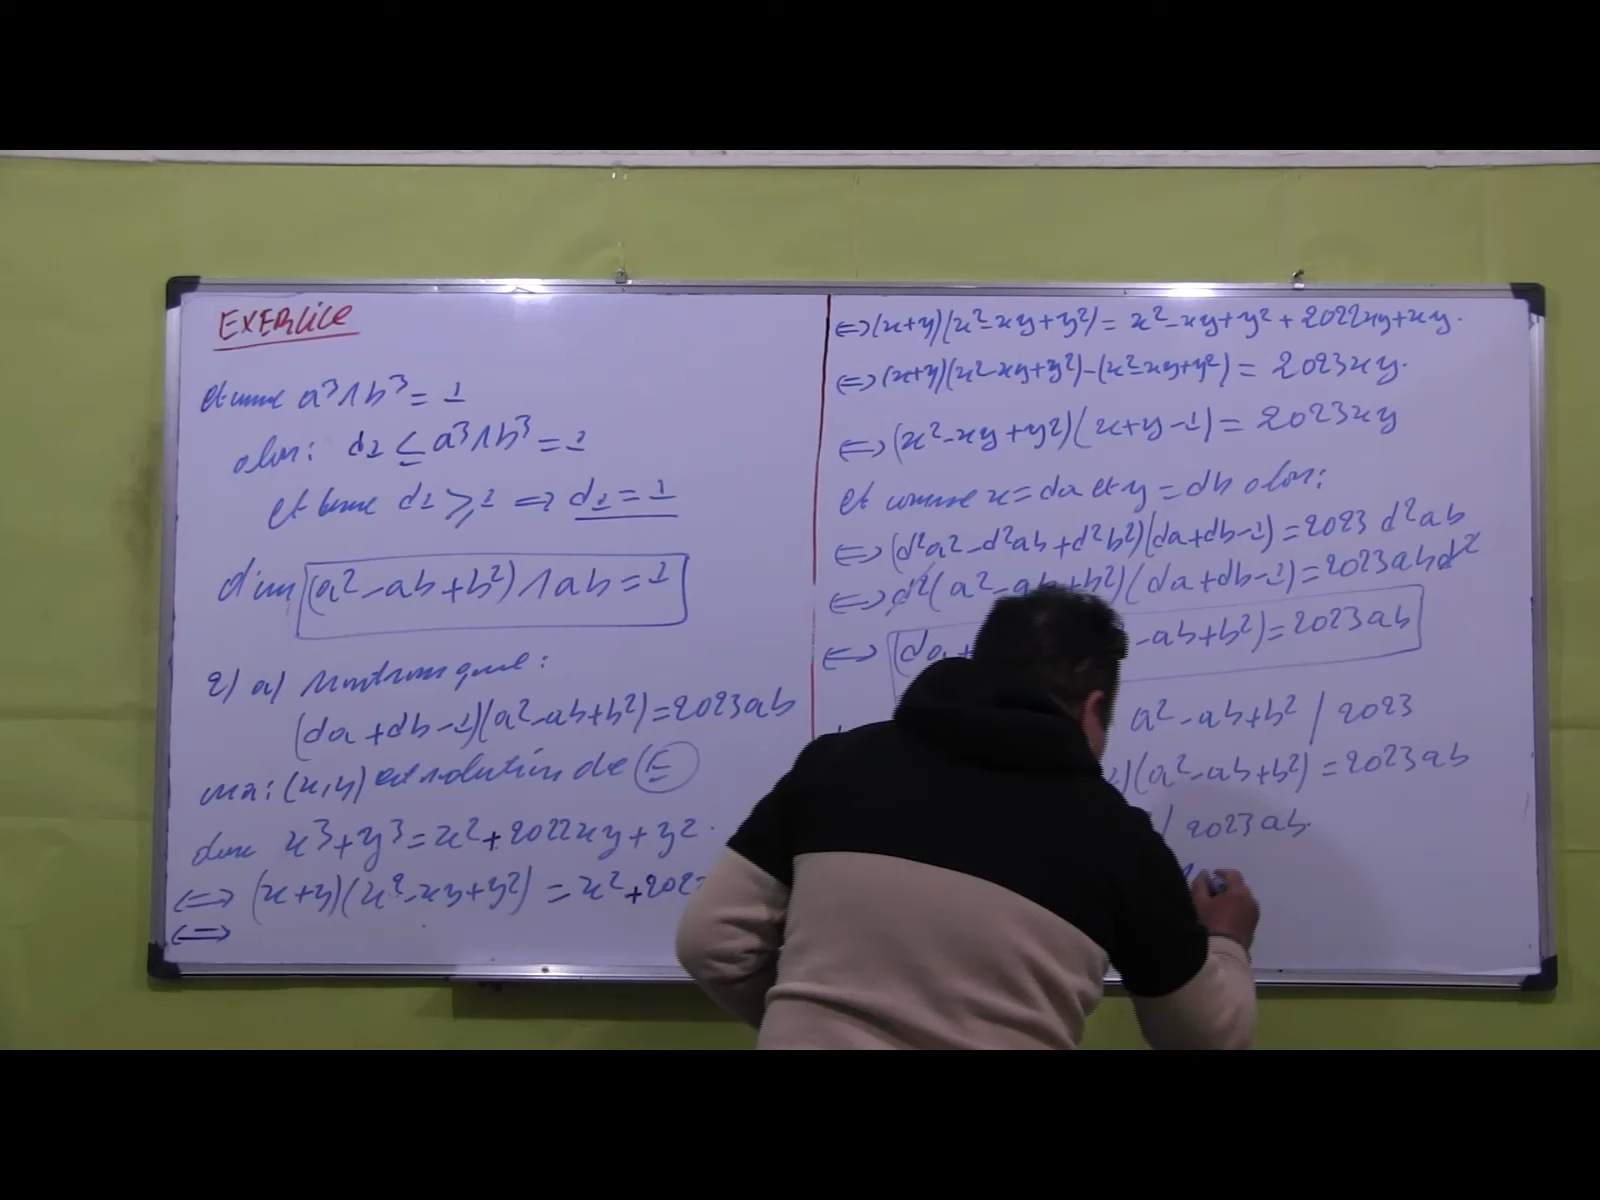 EXERCICE
et comme a³∧b³ = 1
alors: d₂ ≤ a³∧b³ = 1
et comme d₂ ≥ 1 ⇒ d₂ = 1
donc (a²-ab+b²)∧ab = 1
2) a) Montrons que:
(da+db-1)(a²-ab+b²)=2023ab
on a: (x,y) est solution de (E)
donc x³+y³=x²+2022xy+y².
⇔ (x+y)(x²-xy+y²) = x²+202
⇔
⇔(x+y)(x²-xy+y²)= x²-xy+y²+2022xy+xy.
⇔(x+y)(x²-xy+y²)-(x²-xy+y²) = 2023xy.
⇔(x²-xy+y²)(x+y-1)=2023xy
et comme x=da et y=db alors:
⇔ (d²a²-d²ab+d²b²)(da+db-1)=2023 d²ab
⇔ d²(a²-ab+b²)(da+db-1)=2023abd²
⇔ (da+ -ab+b²)=2023ab
a²-ab+b² / 2023
)(a²-ab+b²) = 2023ab
/ 2023ab.